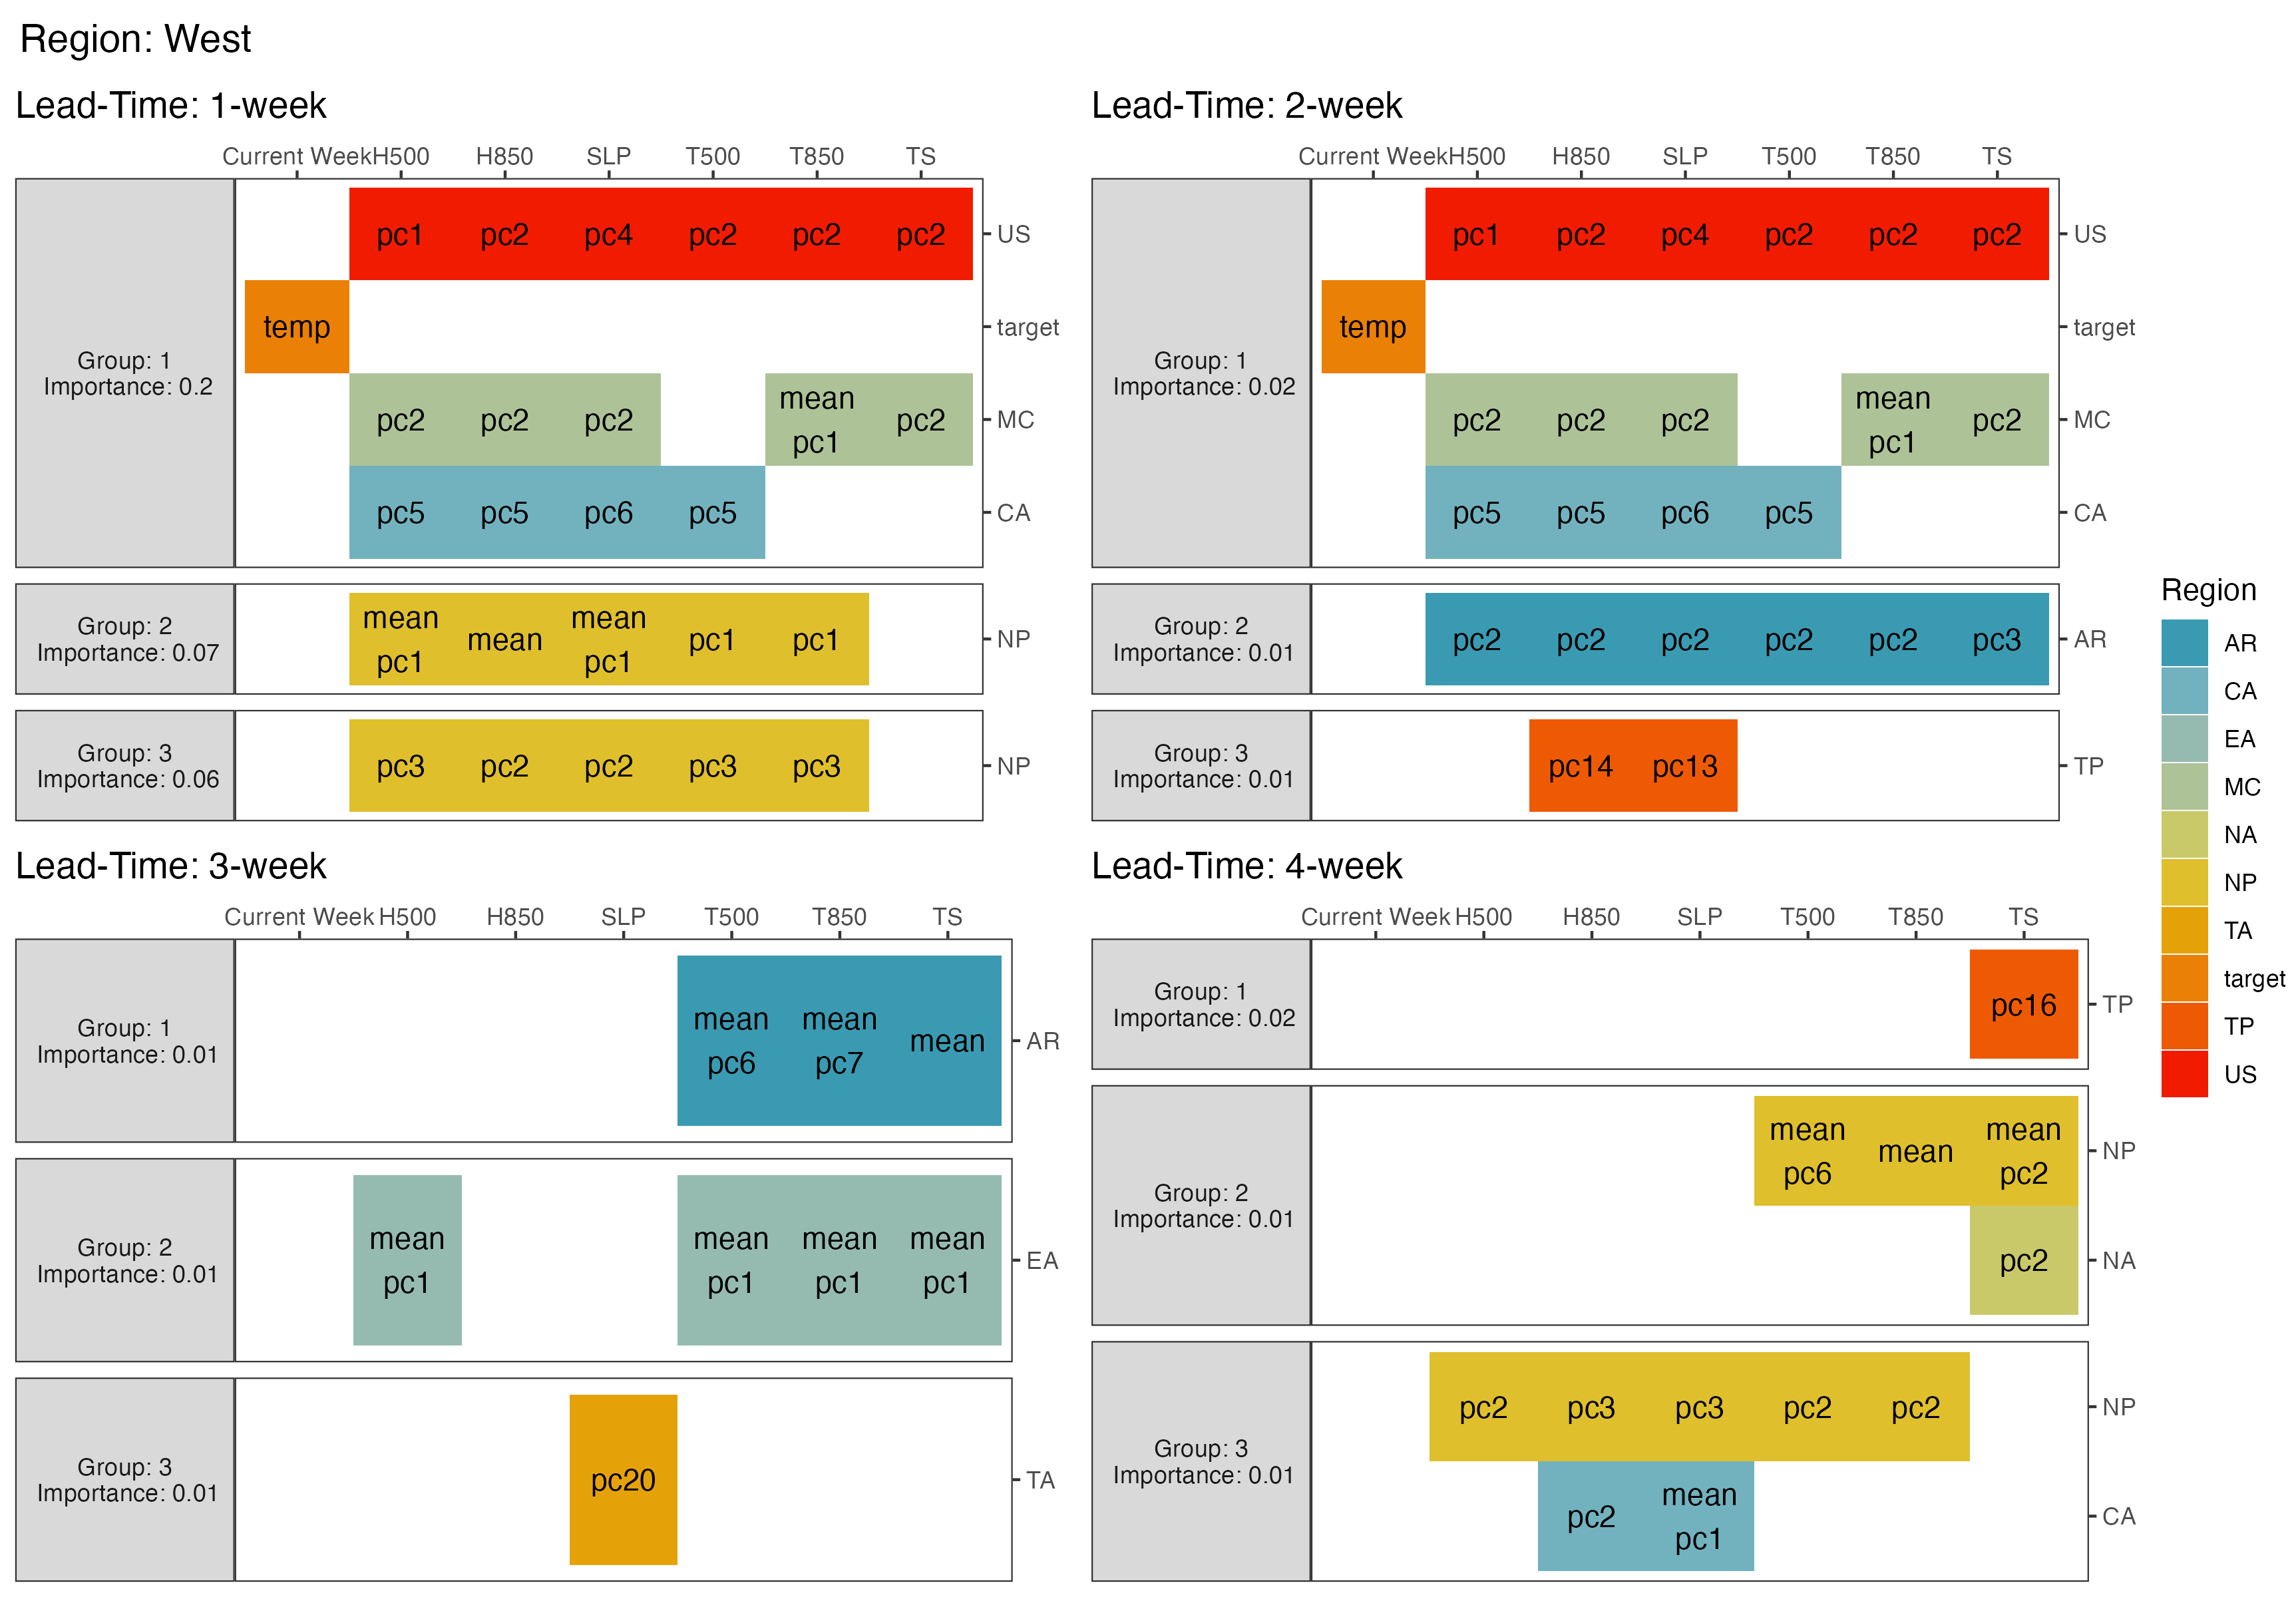 Region: West
Lead-Time: 1-week
Current Week H500 H850 SLP T500 T850 TS
Group: 1
Importance: 0.2
pc1 pc2 pc4 pc2 pc2 pc2 US
temp target
pc2 pc2 pc2 mean pc2 MC
pc1
pc5 pc5 pc6 pc5 CA
Group: 2
Importance: 0.07
mean mean mean pc1 pc1 NP
pc1 pc1
Group: 3
Importance: 0.06
pc3 pc2 pc2 pc3 pc3 NP
Lead-Time: 2-week
Current Week H500 H850 SLP T500 T850 TS
Group: 1
Importance: 0.02
pc1 pc2 pc4 pc2 pc2 pc2 US
temp target
pc2 pc2 pc2 mean pc2 MC
pc1
pc5 pc5 pc6 pc5 CA
Group: 2
Importance: 0.01
pc2 pc2 pc2 pc2 pc2 pc3 AR
Group: 3
Importance: 0.01
pc14 pc13 TP
Lead-Time: 3-week
Current Week H500 H850 SLP T500 T850 TS
Group: 1
Importance: 0.01
mean mean mean AR
pc6 pc7
Group: 2
Importance: 0.01
mean mean mean mean EA
pc1 pc1 pc1 pc1
Group: 3
Importance: 0.01
pc20 TA
Lead-Time: 4-week
Current Week H500 H850 SLP T500 T850 TS
Group: 1
Importance: 0.02
pc16 TP
Group: 2
Importance: 0.01
mean mean mean NP
pc6 pc2
pc2 NA
Group: 3
Importance: 0.01
pc2 pc3 pc3 pc2 pc2 NP
pc2 mean CA
pc1
Region
AR
CA
EA
MC
NA
NP
TA
target
TP
US